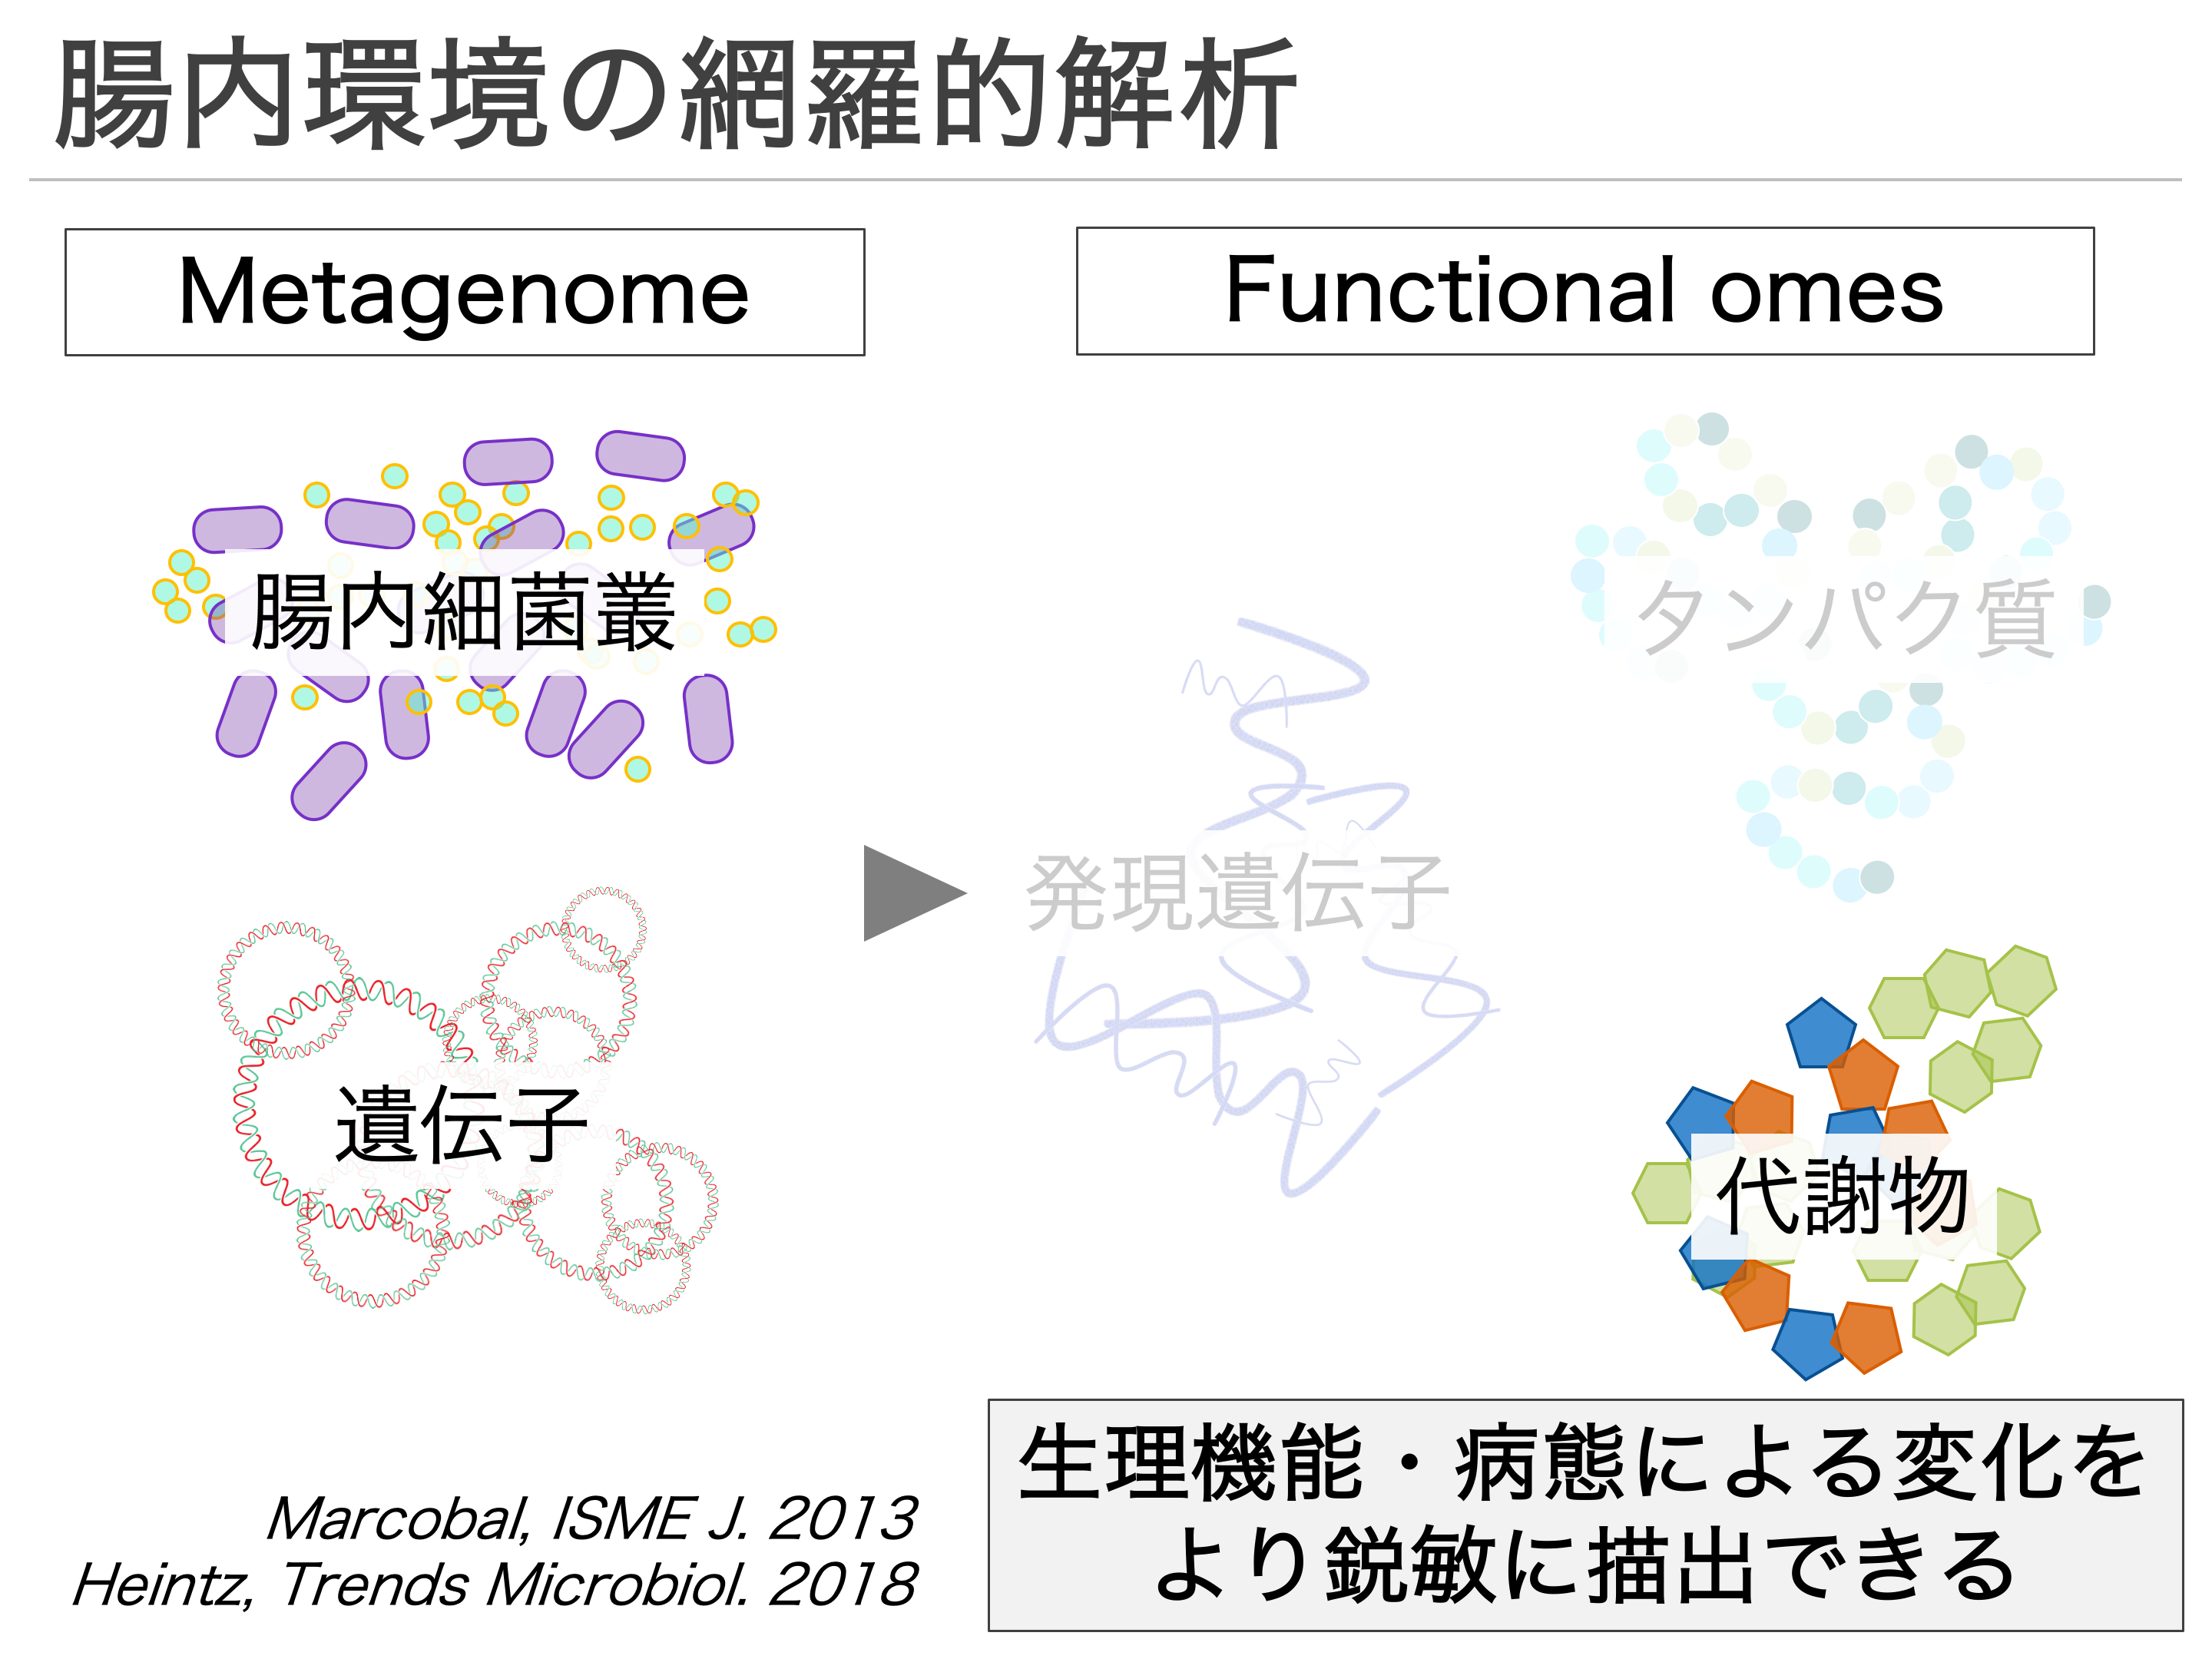 腸内環境の網羅的解析
Metagenome
Functional omes
腸内細菌叢
遺伝子
発現遺伝子
タンパク質
代謝物
生理機能・病態による変化を
より鋭敏に描出できる
Marcobal, ISME J. 2013
Heintz, Trends Microbiol. 2018